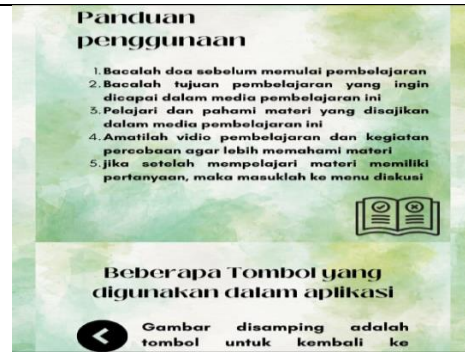 Panduan
penggunaan
1. Bacalah doa sebelum memulai pembelajaran
2. Bacalah tujuan pembelajaran yang ingin
dicapai dalam media pembelajaran ini
3. Pelajari dan pahami materi yang disajikan
dalam media pembelajaran ini
4. Amatilah vidio pembelajaran dan kegiatan
percobaan agar lebih memahami materi
5. jika setelah mempelajari materi memiliki
pertanyaan, maka masuklah ke menu diskusi
Beberapa Tombol yang
digunakan dalam aplikasi
Gambar disamping adalah
tombol untuk kembali ke